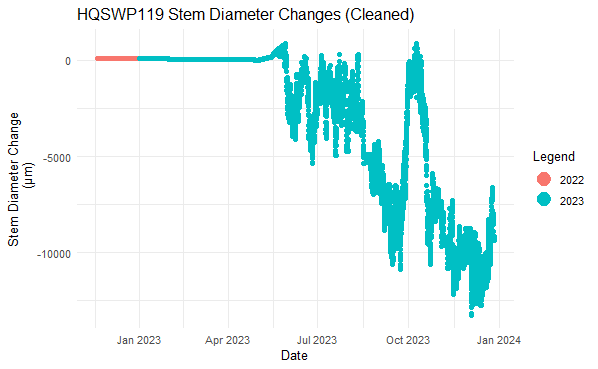 HQSWP119 Stem Diameter Changes (Cleaned)
Stem Diameter Change
(µm)
0
-5000
-10000
Jan 2023
Apr 2023
Jul 2023
Oct 2023
Jan 2024
Date
Legend
2022
2023